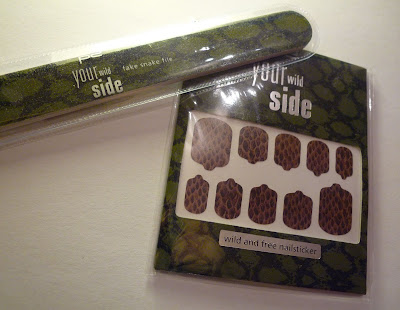 your wild
side
fake snake file
your wild
side
wild and free nailsticker